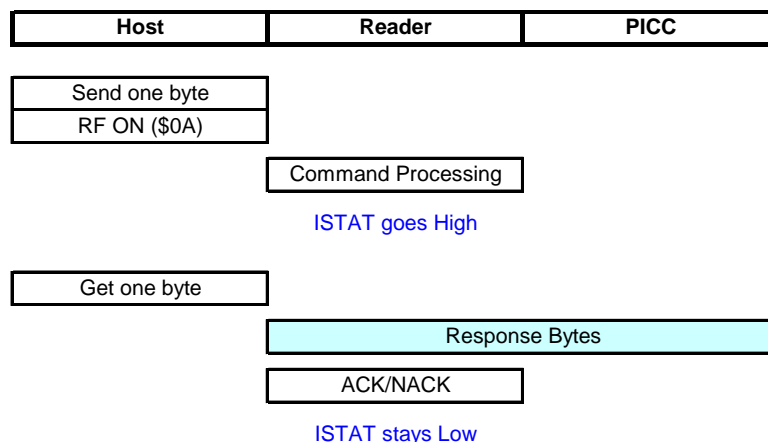 Host Reader PICC
Send one byte
RF ON ($0A)
Command Processing
ISTAT goes High
Get one byte
Response Bytes
ACK/NACK
ISTAT stays Low